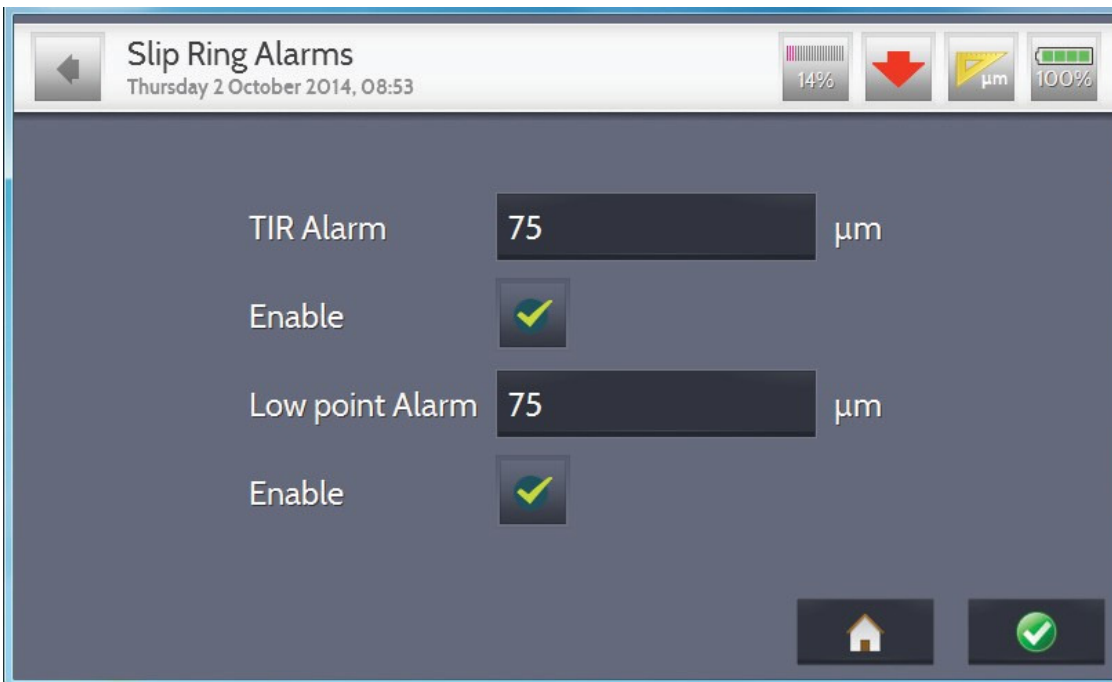 Slip Ring Alarms
Thursday 2 October 2014, 08:53
14%
µm
100%
TIR Alarm 75 µm
Enable
Low point Alarm 75 µm
Enable